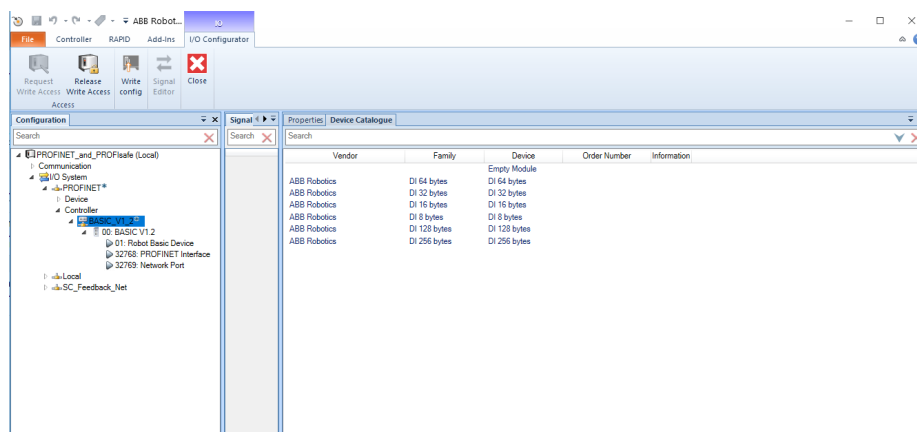 ABB Robot...
IO
File Controller RAPID Add-Ins I/O Configurator
Request Write Access
Release Write Access
Write config
Signal Editor
Close
Access
Configuration
Search
PROFINET_and_PROFIsafe (Local)
Communication
I/O System
PROFINET*
Device
Controller
BASIC_V1_2
00: BASIC V1.2
01: Robot Basic Device
32768: PROFINET Interface
32769: Network Port
Local
SC_Feedback_Net
Signal
Search
Properties Device Catalogue
Search
Vendor Family Device Order Number Information
Empty Module
ABB Robotics DI 64 bytes DI 64 bytes
ABB Robotics DI 32 bytes DI 32 bytes
ABB Robotics DI 16 bytes DI 16 bytes
ABB Robotics DI 8 bytes DI 8 bytes
ABB Robotics DI 128 bytes DI 128 bytes
ABB Robotics DI 256 bytes DI 256 bytes